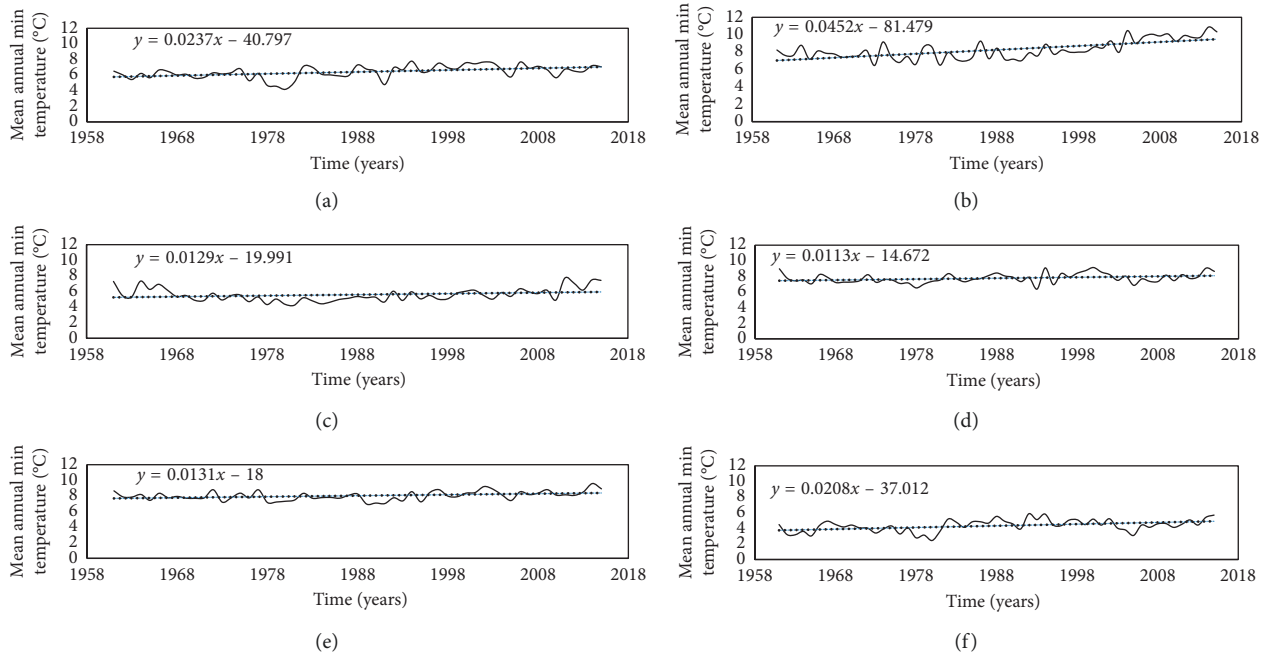 Mean annual min
temperature (°C)
12
10
8
6
4
2
0
y = 0.0237x – 40.797
1958 1968 1978 1988 1998 2008 2018
Time (years)
(a)
Mean annual min
temperature (°C)
12
10
8
6
4
2
0
y = 0.0452x – 81.479
1958 1968 1978 1988 1998 2008 2018
Time (years)
(b)
Mean annual min
temperature (°C)
12
10
8
6
4
2
0
y = 0.0129x – 19.991
1958 1968 1978 1988 1998 2008 2018
Time (years)
(c)
Mean annual min
temperature (°C)
12
10
8
6
4
2
0
y = 0.0113x – 14.672
1958 1968 1978 1988 1998 2008 2018
Time (years)
(d)
Mean annual min
temperature (°C)
12
10
8
6
4
2
0
y = 0.0131x – 18
1958 1968 1978 1988 1998 2008 2018
Time (years)
(e)
Mean annual min
temperature (°C)
12
10
8
6
4
2
0
y = 0.0208x – 37.012
1958 1968 1978 1988 1998 2008 2018
Time (years)
(f)